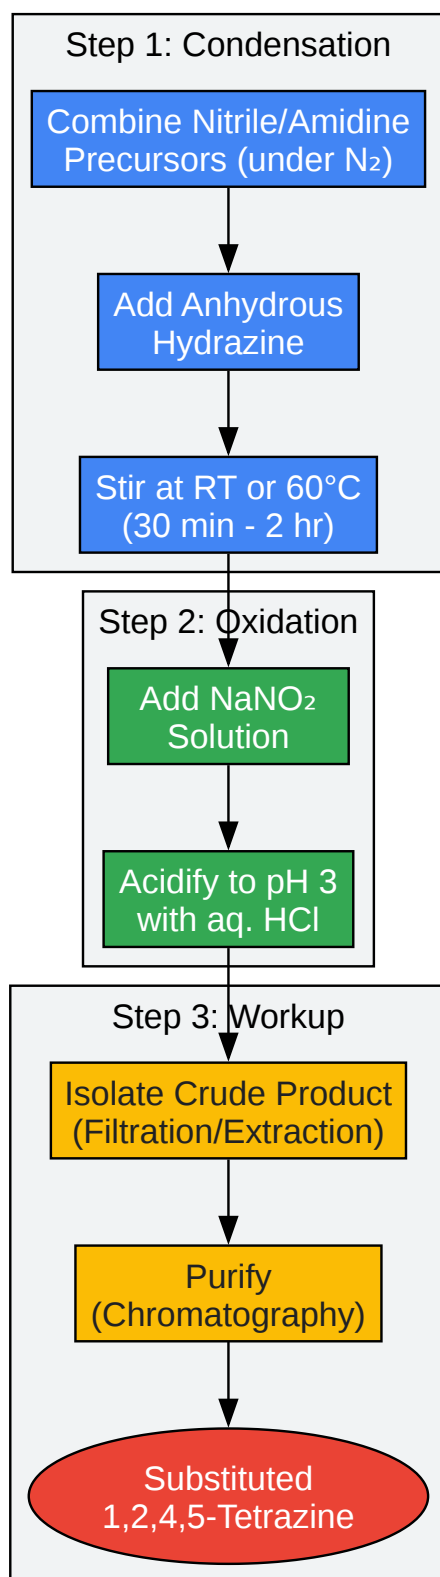 Step 1: Condensation
Combine Nitrile/Amidine
Precursors (under N₂)
Add Anhydrous
Hydrazine
Stir at RT or 60°C
(30 min - 2 hr)
Step 2: Oxidation
Add NaNO₂
Solution
Acidify to pH 3
with aq. HCl
Step 3: Workup
Isolate Crude Product
(Filtration/Extraction)
Purify
(Chromatography)
Substituted
1,2,4,5-Tetrazine